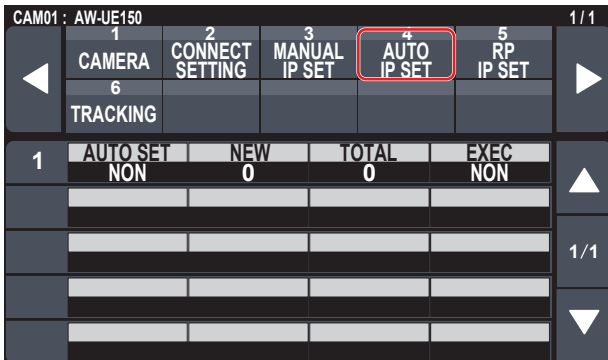 CAM01 : AW-UE150 1/1
1 2 3 4 5
CAMERA CONNECT SETTING MANUAL IP SET AUTO IP SET RP IP SET
6
TRACKING
1 AUTO SET NEW TOTAL EXEC
NON 0 0 NON
1/1